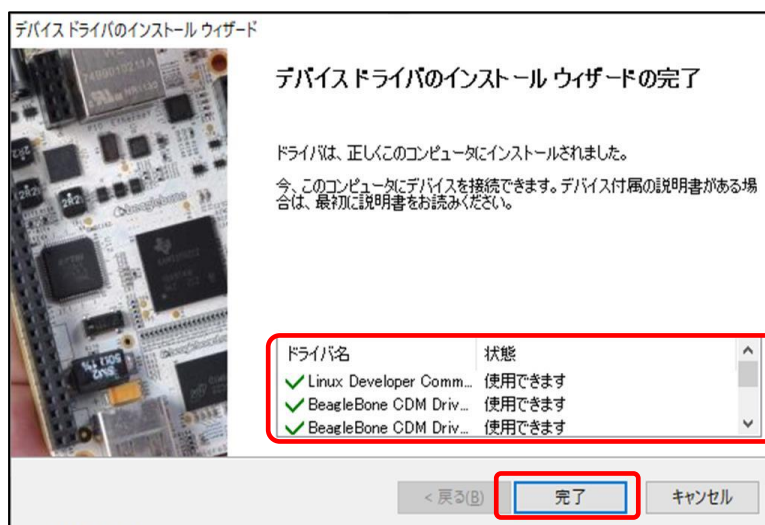 デバイス ドライバのインストール ウィザード
デバイス ドライバのインストール ウィザードの完了
ドライバは、正しくこのコンピュータにインストールされました。
今、このコンピュータにデバイスを接続できます。デバイス付属の説明書がある場
合は、最初に説明書をお読みください。
ドライバ名 状態
Linux Developer Comm... 使用できます
BeagleBone CDM Driv... 使用できます
BeagleBone CDM Driv... 使用できます
< 戻る(B) 完了 キャンセル